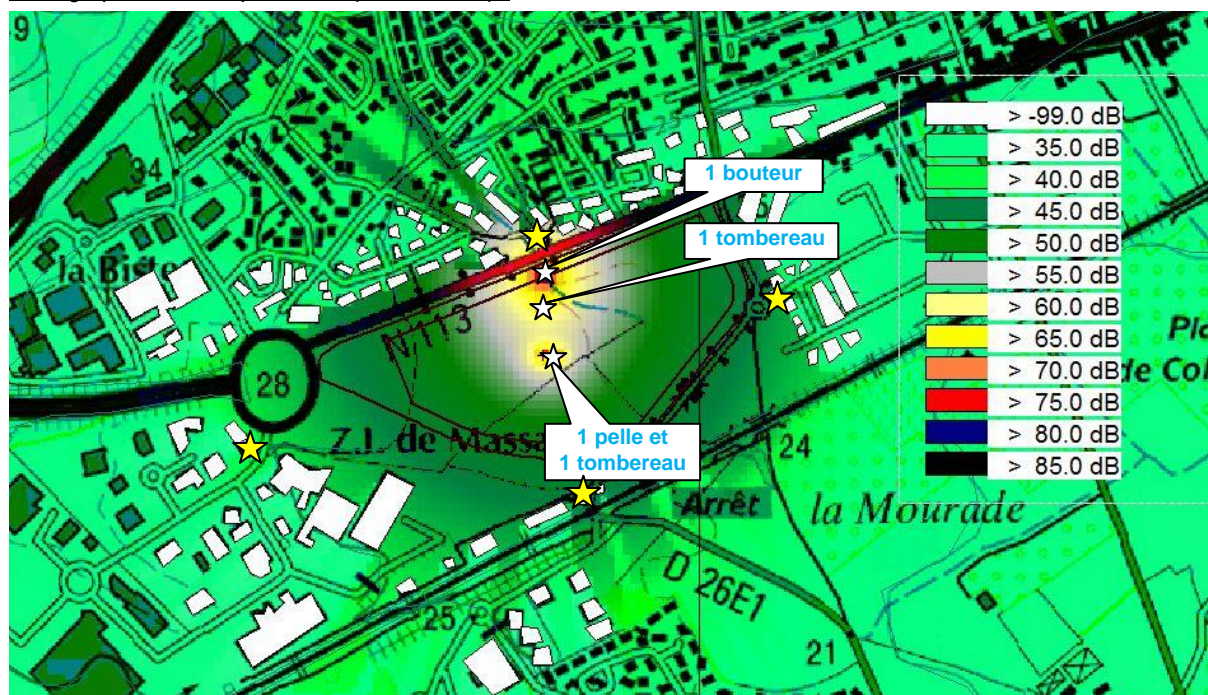 9
94
la Biste
N113
28
Z.I. de Massa
1 bouteur
1 tombereau
1 pelle et
1 tombereau
24
Arrêt
la Mourade
D 26E1
25
21
Pl
de Col
> -99.0 dB
> 35.0 dB
> 40.0 dB
> 45.0 dB
> 50.0 dB
> 55.0 dB
> 60.0 dB
> 65.0 dB
> 70.0 dB
> 75.0 dB
> 80.0 dB
> 85.0 dB